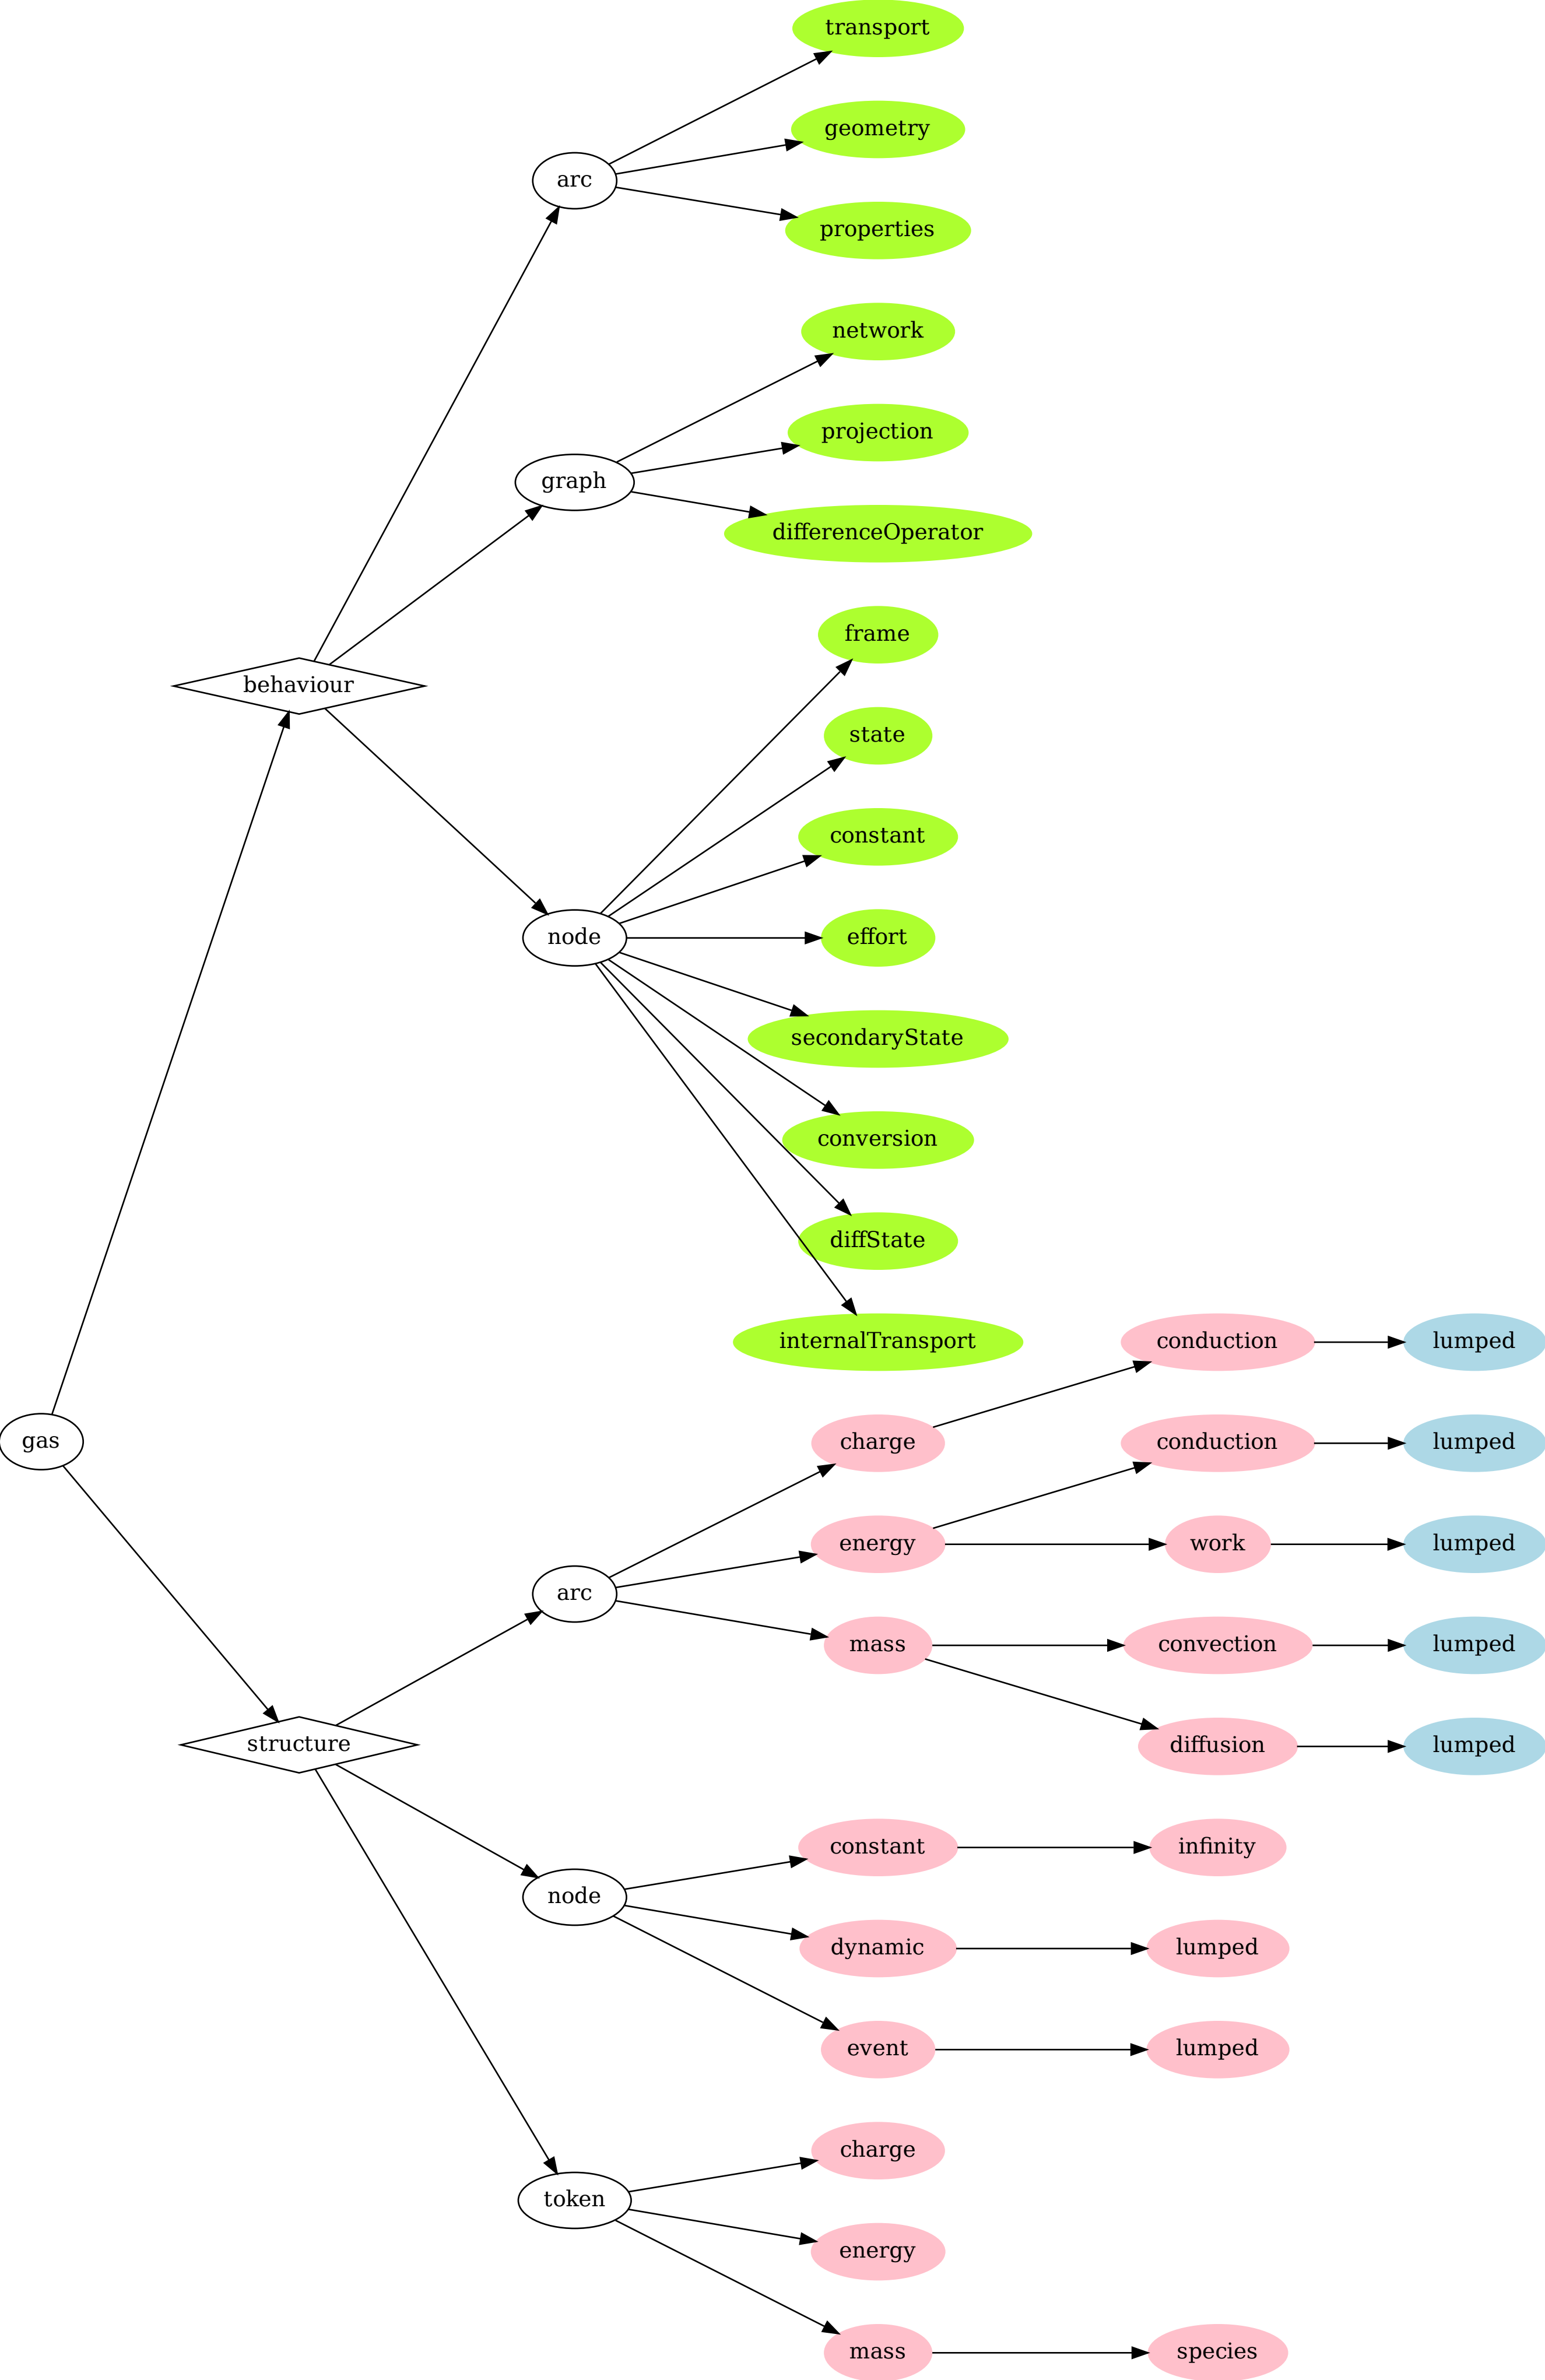 transport
geometry
arc
properties
network
projection
graph
differenceOperator
frame
behaviour
state
constant
node
effort
secondaryState
conversion
diffState
internalTransport
conduction
lumped
gas
charge
conduction
lumped
energy
work
lumped
arc
mass
convection
lumped
structure
diffusion
lumped
constant
infinity
node
dynamic
lumped
event
lumped
charge
token
energy
mass
species